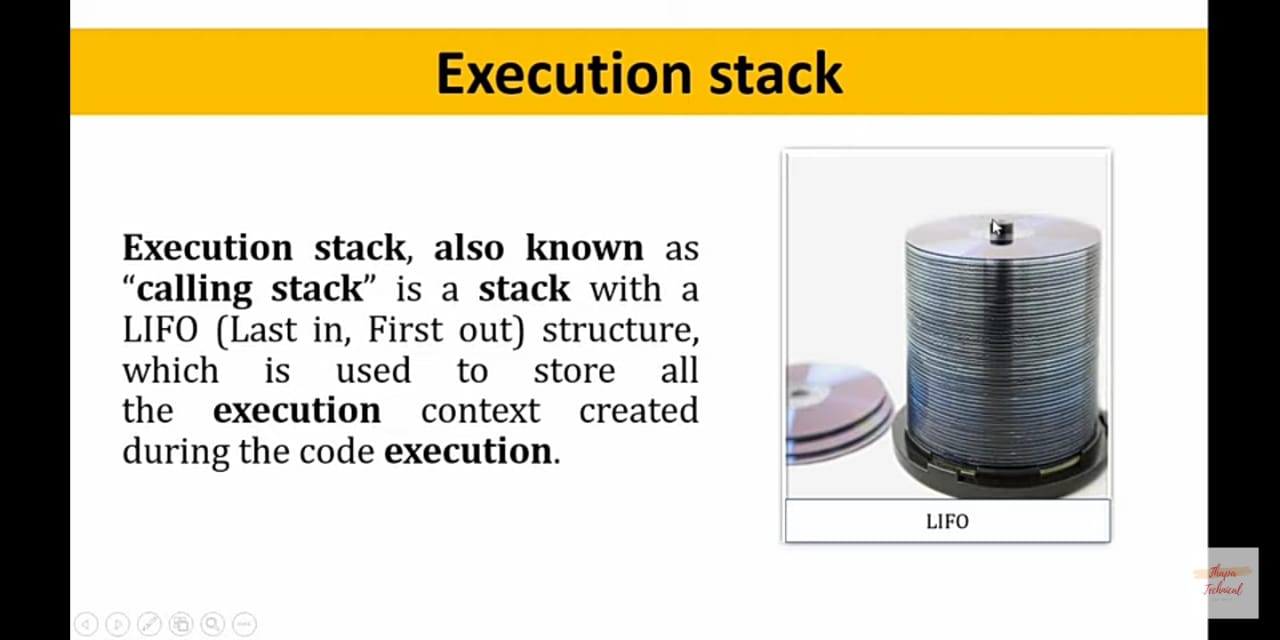 Execution stack
Execution stack, also known as
“calling stack” is a stack with a
LIFO (Last in, First out) structure,
which is used to store all
the execution context created
during the code execution.
LIFO
Thapa
Technical